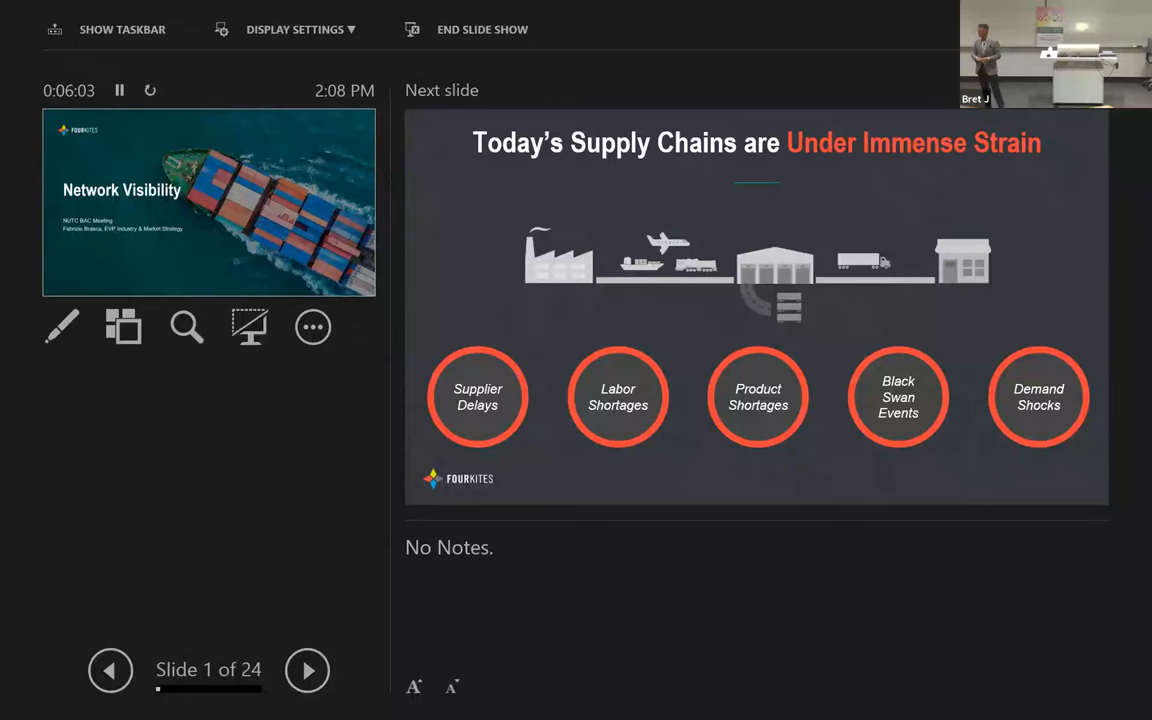 SHOW TASKBAR
DISPLAY SETTINGS ▼
END SLIDE SHOW
Bret J
0:06:03
2:08 PM
FOURKITES
Network Visibility
NUTC BAC Meeting
Fabrizio Brasca, EVP Industry & Market Strategy
Slide 1 of 24
Next slide
Today's Supply Chains are Under Immense Strain
Supplier
Delays
Labor
Shortages
Product
Shortages
Black
Swan
Events
Demand
Shocks
FOURKITES
No Notes.
A A